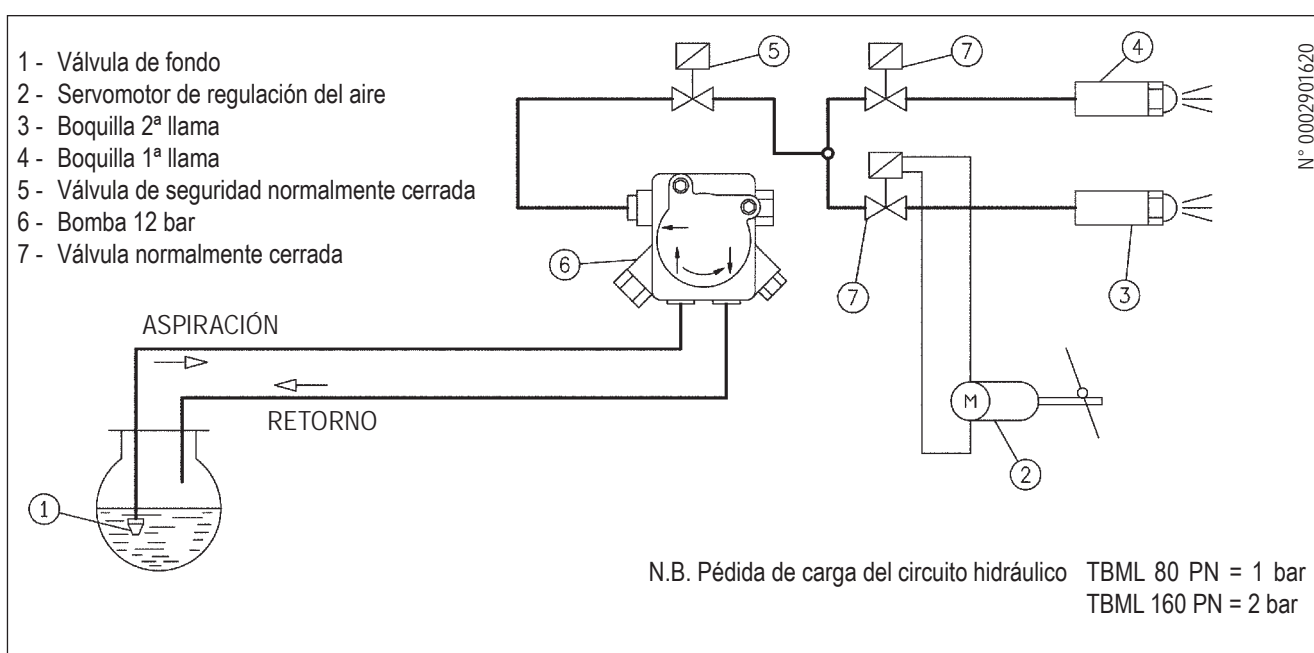 1 - Válvula de fondo
2 - Servomotor de regulación del aire
3 - Boquilla 2ª llama
4 - Boquilla 1ª llama
5 - Válvula de seguridad normalmente cerrada
6 - Bomba 12 bar
7 - Válvula normalmente cerrada
5
7
4
N° 0002901620
6
7
3
ASPIRACIÓN
RETORNO
M
2
1
N.B. Pédida de carga del circuito hidráulico TBML 80 PN = 1 bar
TBML 160 PN = 2 bar